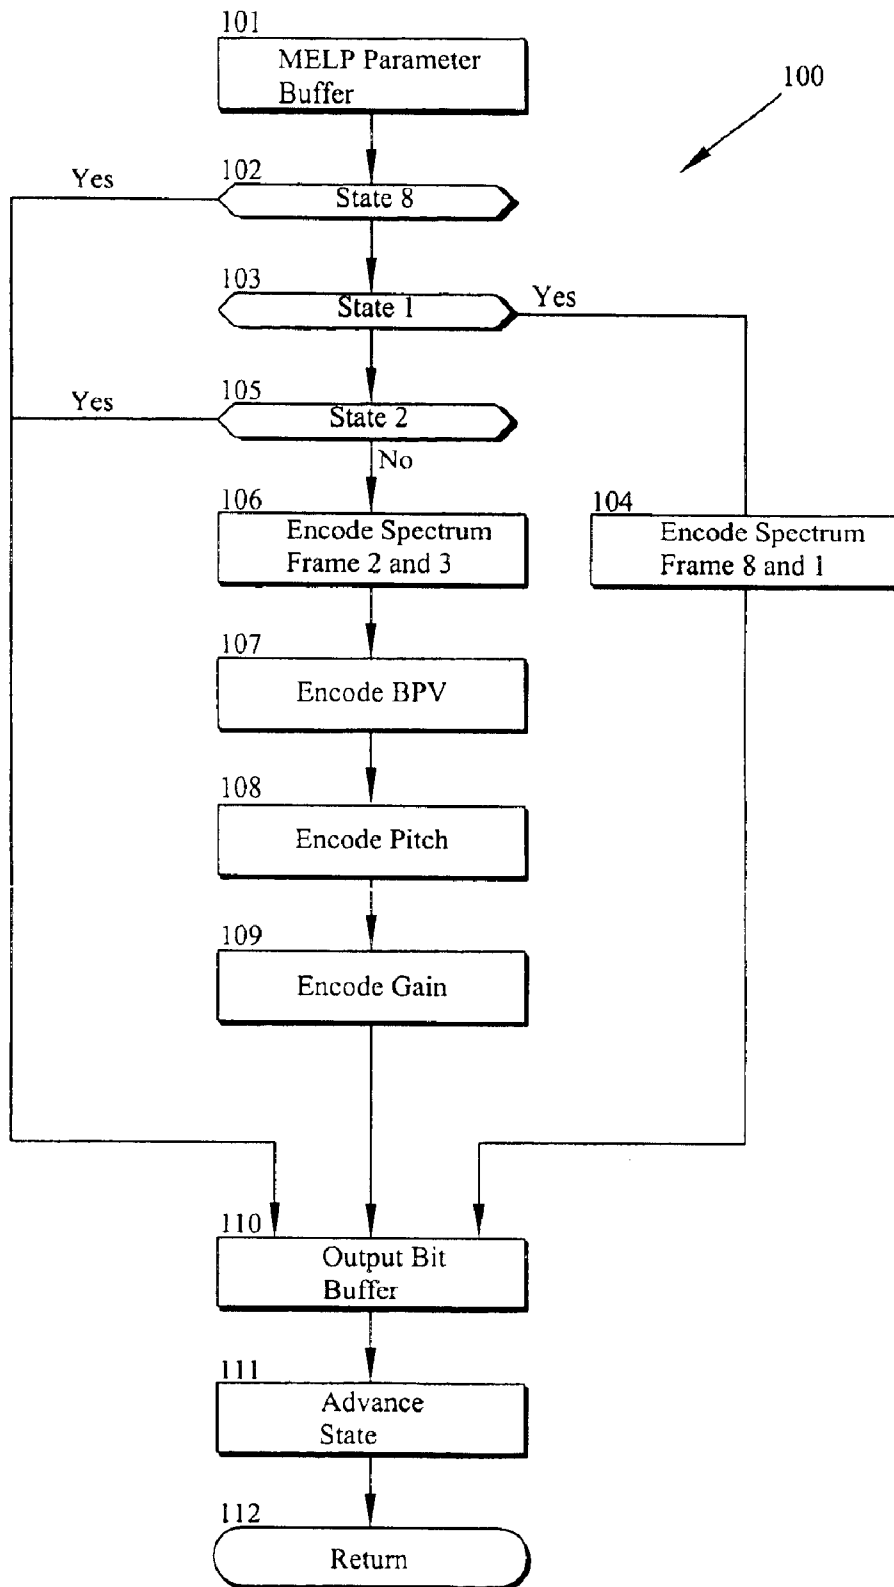 101
MELP Parameter
Buffer
100
102
Yes
State 8
103
State 1
Yes
105
Yes
State 2
No
106
Encode Spectrum
Frame 2 and 3
104
Encode Spectrum
Frame 8 and 1
107
Encode BPV
108
Encode Pitch
109
Encode Gain
110
Output Bit
Buffer
111
Advance
State
112
Return